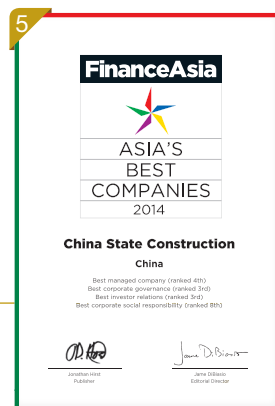 5
FinanceAsia
ASIA'S
BEST
COMPANIES
2014
China State Construction
China
Best managed company (ranked 4th)
Best corporate governance (ranked 3rd)
Best investor relations (ranked 3rd)
Best corporate social responsibility (ranked 8th)
Jonathan Hirst
Publisher
Jame DiBiasio
Editorial Director